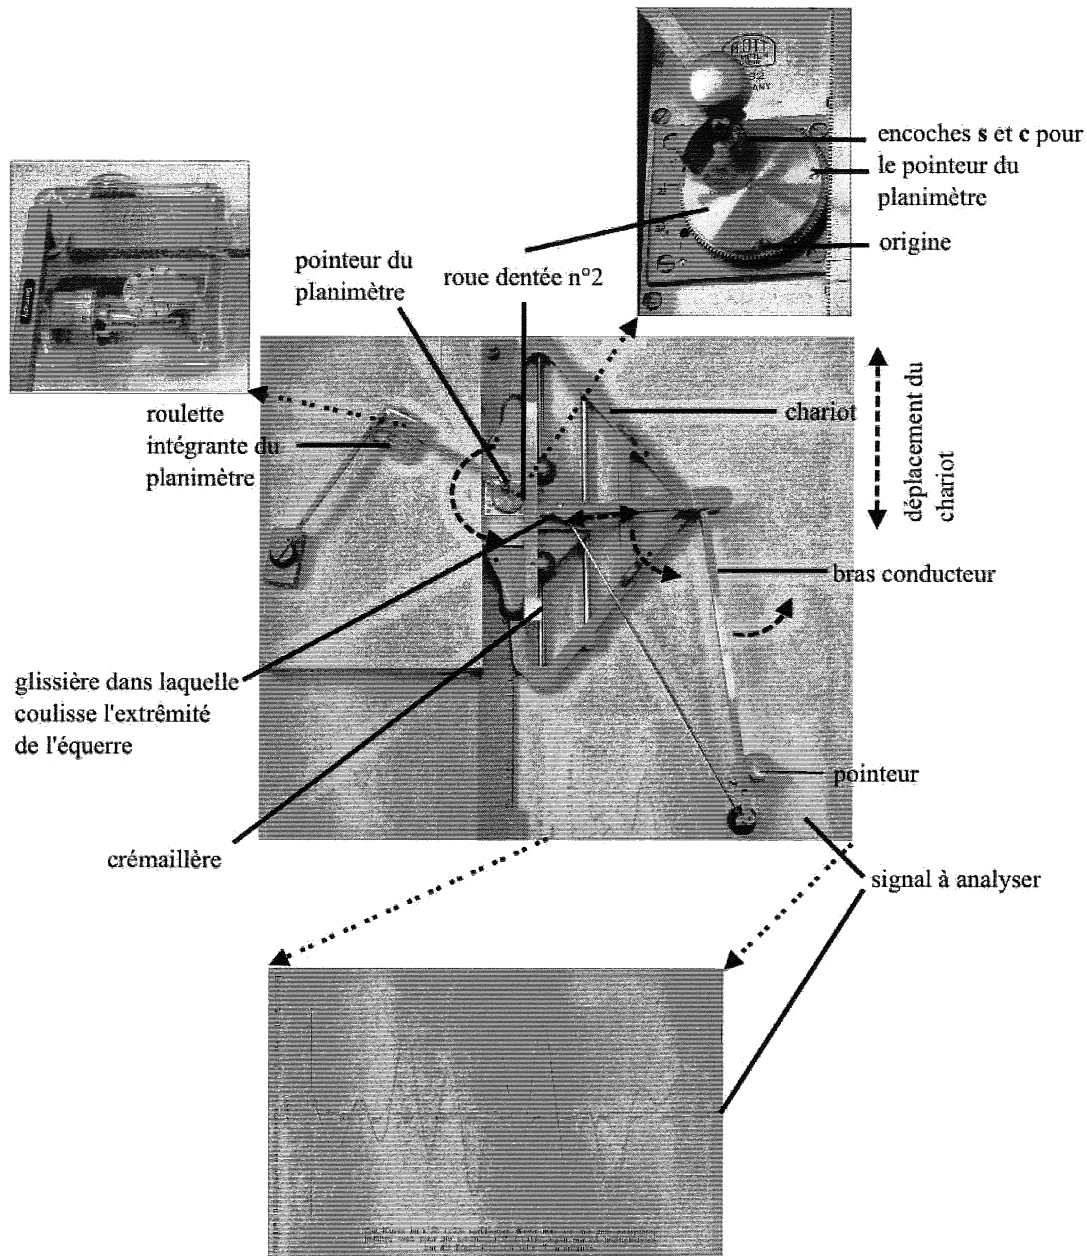 encoches s et c pour
le pointeur du
planimètre
origine
pointeur du
planimètre
roue dentée n°2
roulette
intégrante du
planimètre
chariot
déplacement du
chariot
bras conducteur
glissière dans laquelle
coulisse l'extrêmité
de l'équerre
pointeur
crémaillère
signal à analyser